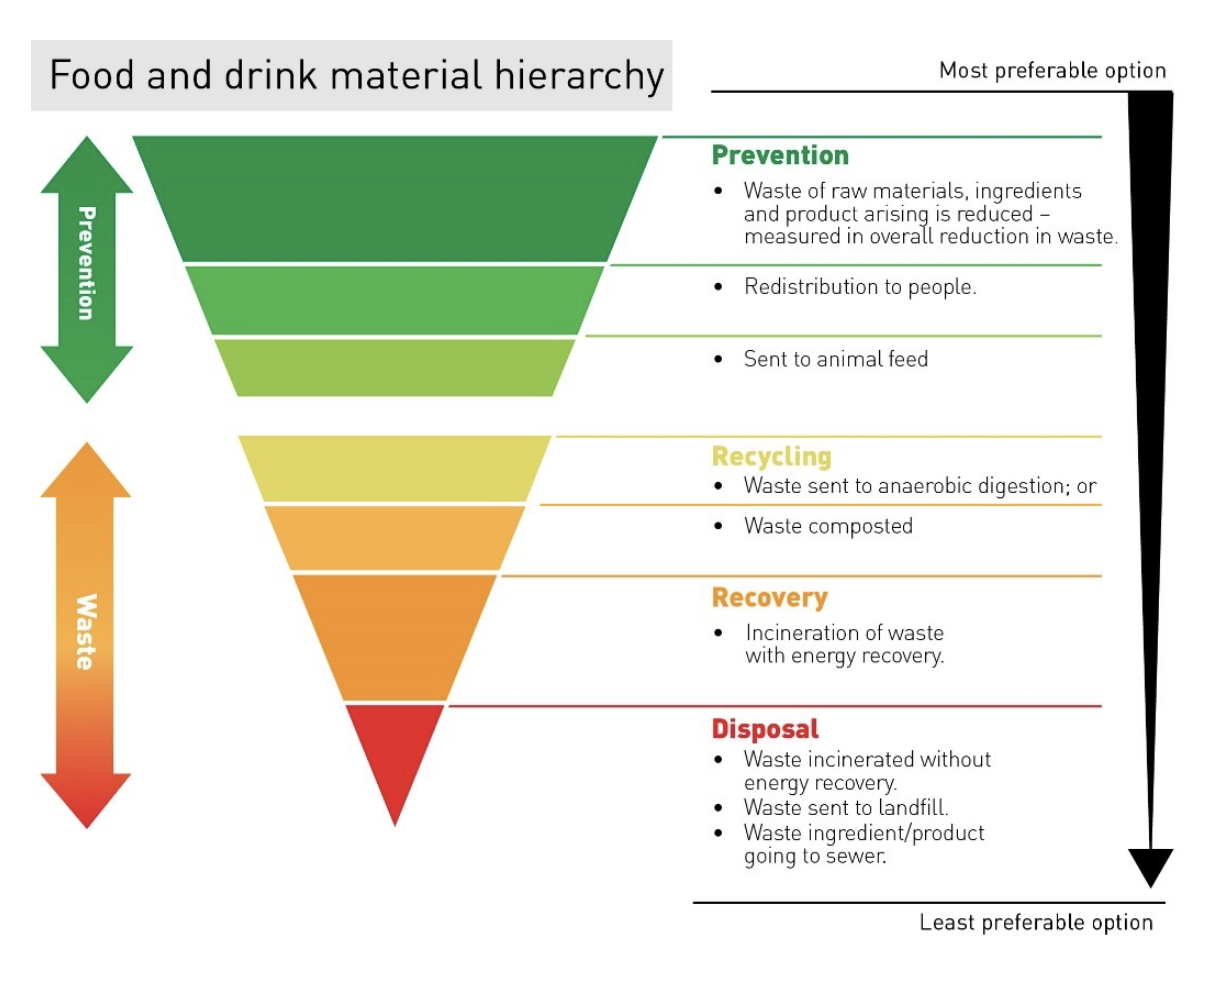 Food and drink material hierarchy
Most preferable option
Prevention
Prevention
• Waste of raw materials, ingredients
and product arising is reduced –
measured in overall reduction in waste.
• Redistribution to people.
• Sent to animal feed
Waste
Recycling
• Waste sent to anaerobic digestion; or
• Waste composted
Recovery
• Incineration of waste
with energy recovery.
Disposal
• Waste incinerated without
energy recovery.
• Waste sent to landfill.
• Waste ingredient/product
going to sewer.
Least preferable option